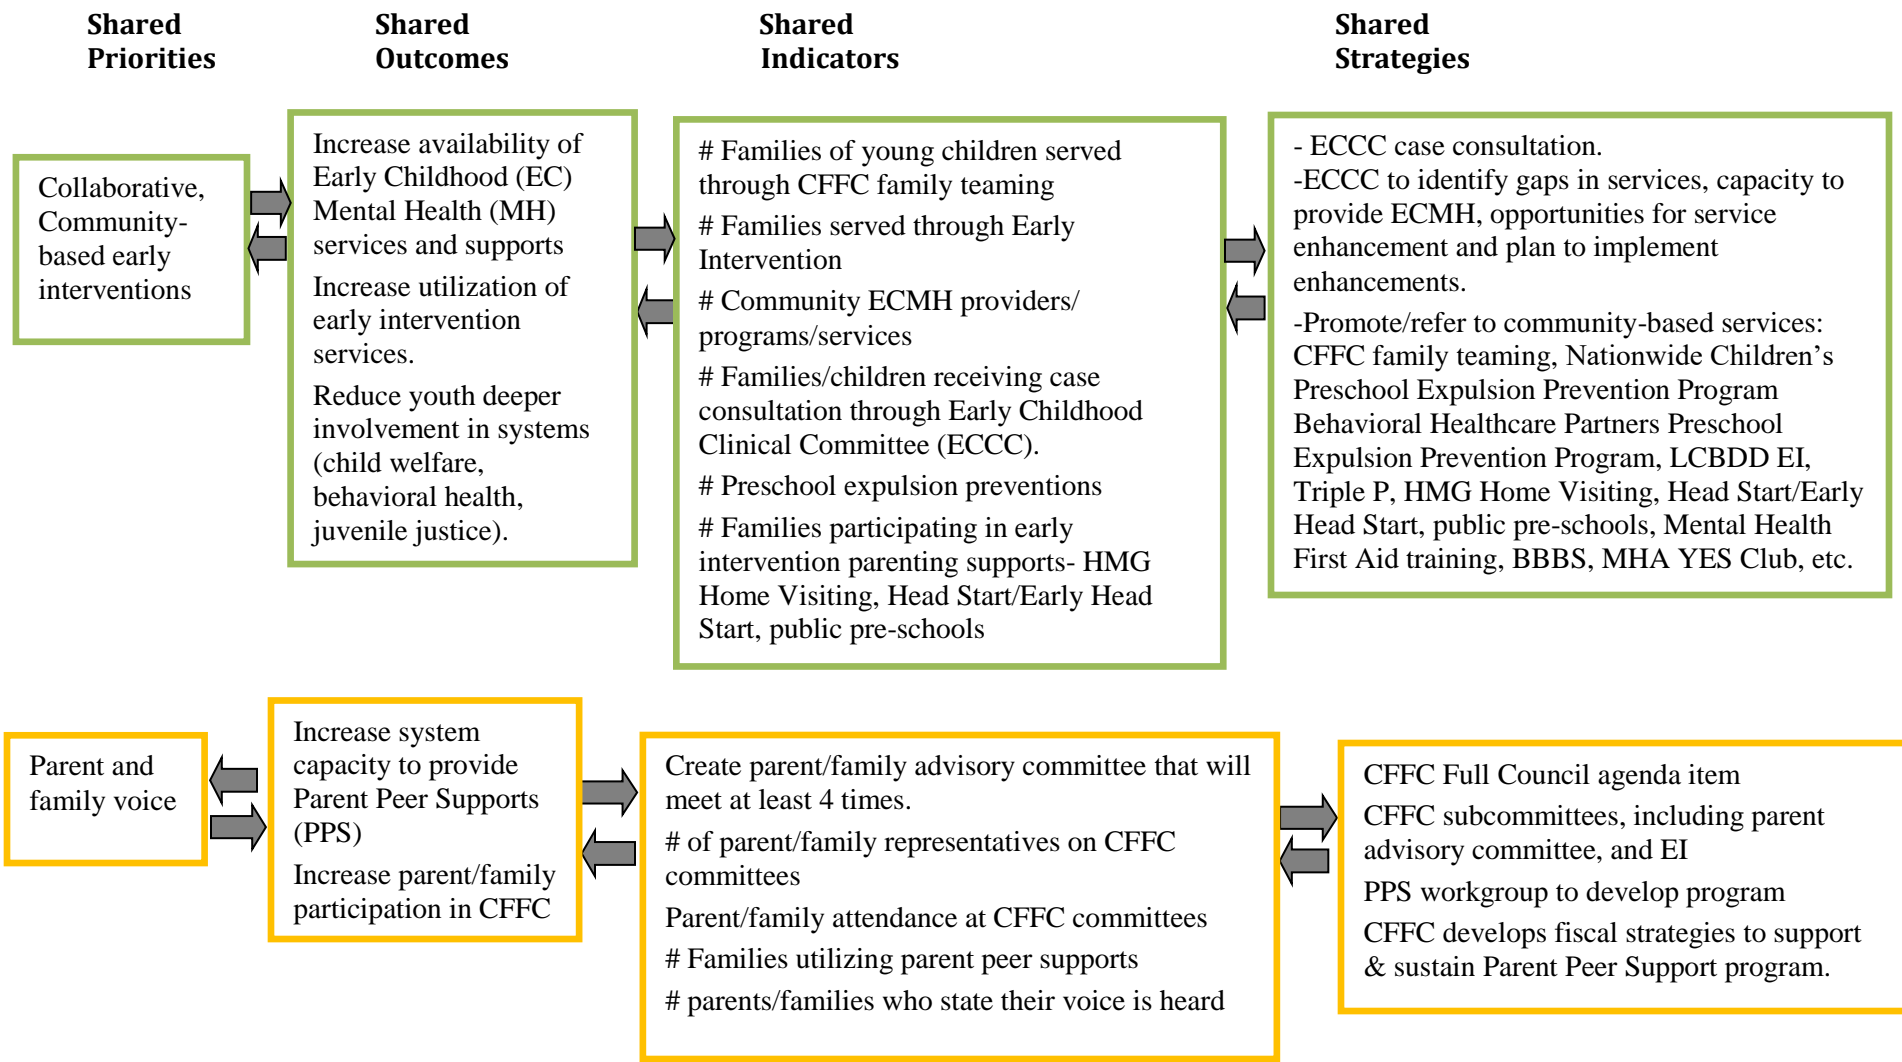 Shared
Priorities
Shared
Outcomes
Shared
Indicators
Shared
Strategies
Collaborative,
Community-
based early
interventions
Increase availability of
Early Childhood (EC)
Mental Health (MH)
services and supports
Increase utilization of
early intervention
services.
Reduce youth deeper
involvement in systems
(child welfare,
behavioral health,
juvenile justice).
# Families of young children served
through CFFC family teaming
# Families served through Early
Intervention
# Community ECMH providers/
programs/services
# Families/children receiving case
consultation through Early Childhood
Clinical Committee (ECCC).
# Preschool expulsion preventions
# Families participating in early
intervention parenting supports- HMG
Home Visiting, Head Start/Early Head
Start, public pre-schools
- ECCC case consultation.
-ECCC to identify gaps in services, capacity to
provide ECMH, opportunities for service
enhancement and plan to implement
enhancements.
-Promote/refer to community-based services:
CFFC family teaming, Nationwide Children’s
Preschool Expulsion Prevention Program
Behavioral Healthcare Partners Preschool
Expulsion Prevention Program, LCBDD EI,
Triple P, HMG Home Visiting, Head Start/Early
Head Start, public pre-schools, Mental Health
First Aid training, BBBS, MHA YES Club, etc.
Parent and
family voice
Increase system
capacity to provide
Parent Peer Supports
(PPS)
Increase parent/family
participation in CFFC
Create parent/family advisory committee that will
meet at least 4 times.
# of parent/family representatives on CFFC
committees
Parent/family attendance at CFFC committees
# Families utilizing parent peer supports
# parents/families who state their voice is heard
CFFC Full Council agenda item
CFFC subcommittees, including parent
advisory committee, and EI
PPS workgroup to develop program
CFFC develops fiscal strategies to support
& sustain Parent Peer Support program.